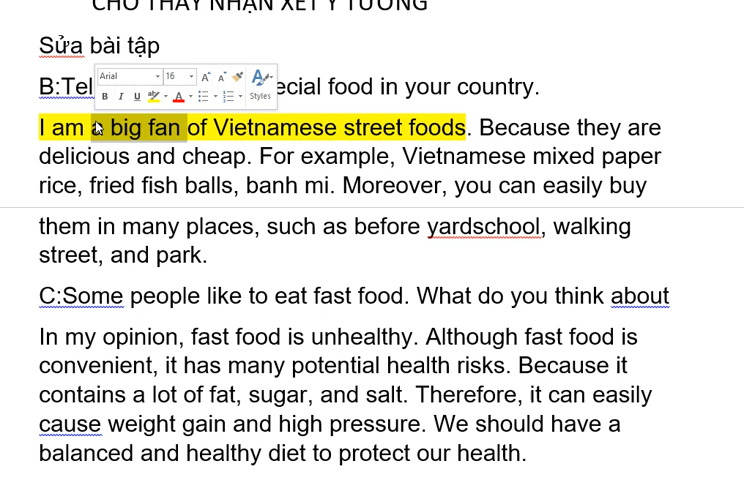 CHO THẦY NHẬN XÉT Ý TƯỞNG
Sửa bài tập
Arial 16
B I U Styles
B:Tel ecial food in your country.
I am a big fan of Vietnamese street foods. Because they are
delicious and cheap. For example, Vietnamese mixed paper
rice, fried fish balls, banh mi. Moreover, you can easily buy
them in many places, such as before yardschool, walking
street, and park.
C:Some people like to eat fast food. What do you think about
In my opinion, fast food is unhealthy. Although fast food is
convenient, it has many potential health risks. Because it
contains a lot of fat, sugar, and salt. Therefore, it can easily
cause weight gain and high pressure. We should have a
balanced and healthy diet to protect our health.